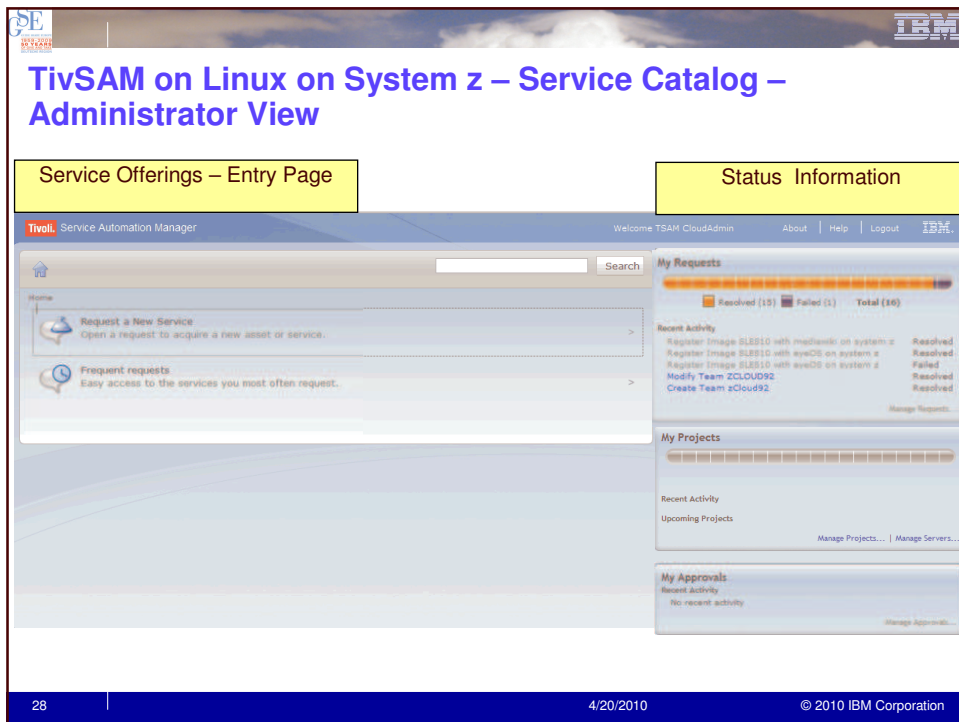 GSE
IBM
TivSAM on Linux on System z – Service Catalog –
Administrator View
Service Offerings – Entry Page
Status Information
Tivoli. Service Automation Manager
Welcome TSAM CloudAdmin
About | Help | Logout
IBM.
Search
Home
Request a New Service
Open a request to acquire a new asset or service.
>
Frequent requests
Easy access to the services you most often request.
>
My Requests
Resolved (15) Failed (1) Total (16)
Recent Activity
Register Image SLES10 with mediawiki on system z Resolved
Register Image SLES10 with eyeOS on system z Resolved
Register Image SLES10 with eyeOS on system z Failed
Modify Team ZCLOUD92 Resolved
Create Team zCloud92 Resolved
Manage Requests...
My Projects
Recent Activity
Upcoming Projects
Manage Projects... | Manage Servers...
My Approvals
Recent Activity
No recent activity
Manage Approvals...
28
4/20/2010
© 2010 IBM Corporation